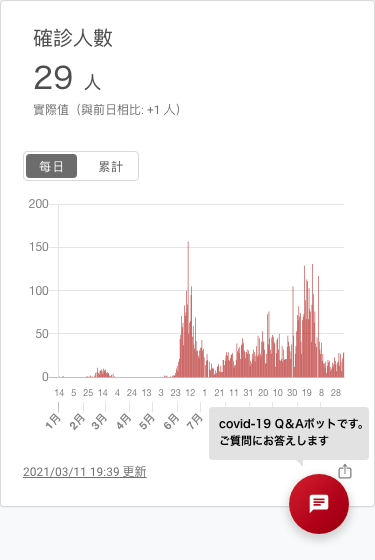 確診人數
29 人
實際值（與前日相比: +1 人）
每日 累計
200
150
100
50
0
14 5 25 14 4 24 13 3 23 12 1 21 11 31 20 10 30 19 8 28
1月 2月 3月 4月 5月 6月 7月
covid-19 Q&Aボットです。
ご質問にお答えします
2021/03/11 19:39 更新